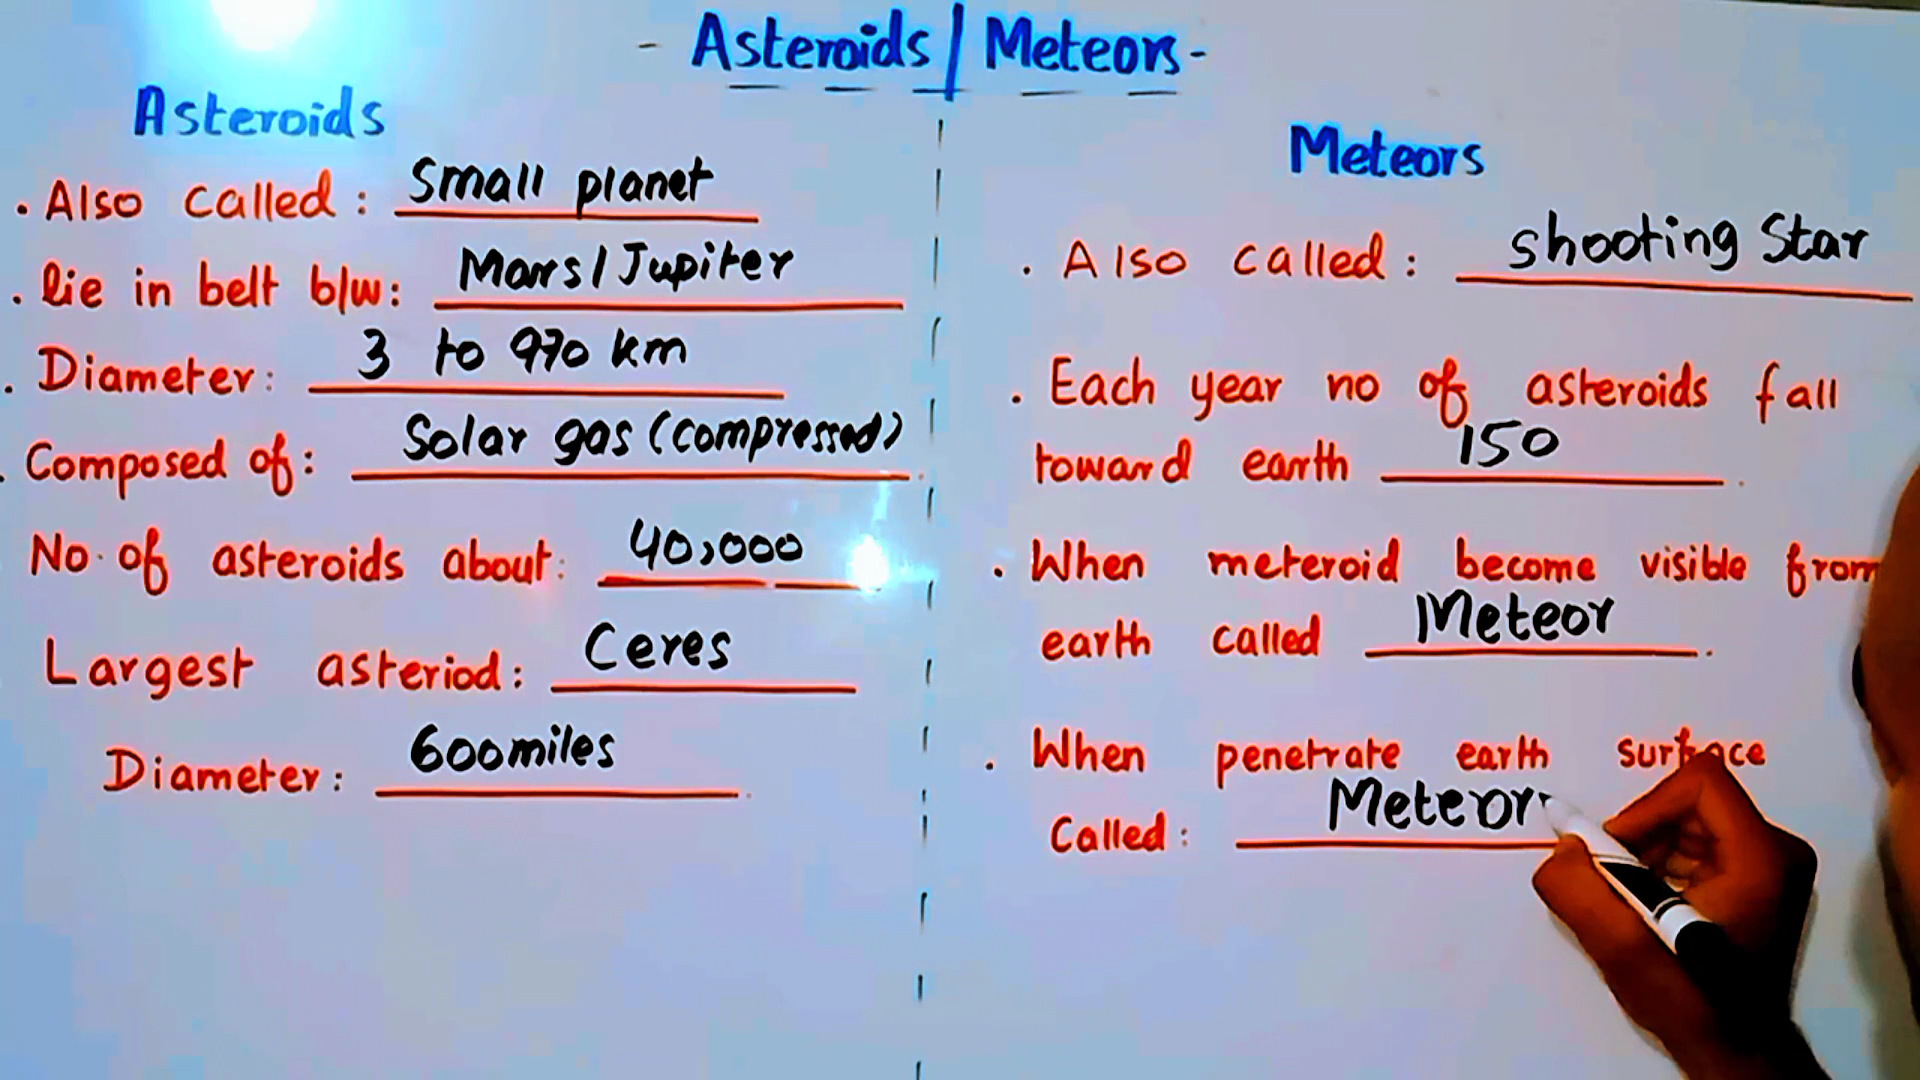 - Asteroids / Meteors -
Asteroids
. Also called : Small planet
. lie in belt b/w: Mars / Jupiter
. Diameter: 3 to 970 km
. Composed of: Solar gas (compressed)
No. of asteroids about: 40,000
Largest asteriod: Ceres
Diameter: 600miles
Meteors
. Also called : shooting Star
. Each year no of asteroids fall
toward earth 150 .
. When meteroid become visible from
earth called Meteor .
. When penetrate earth surface
Called : Meteor